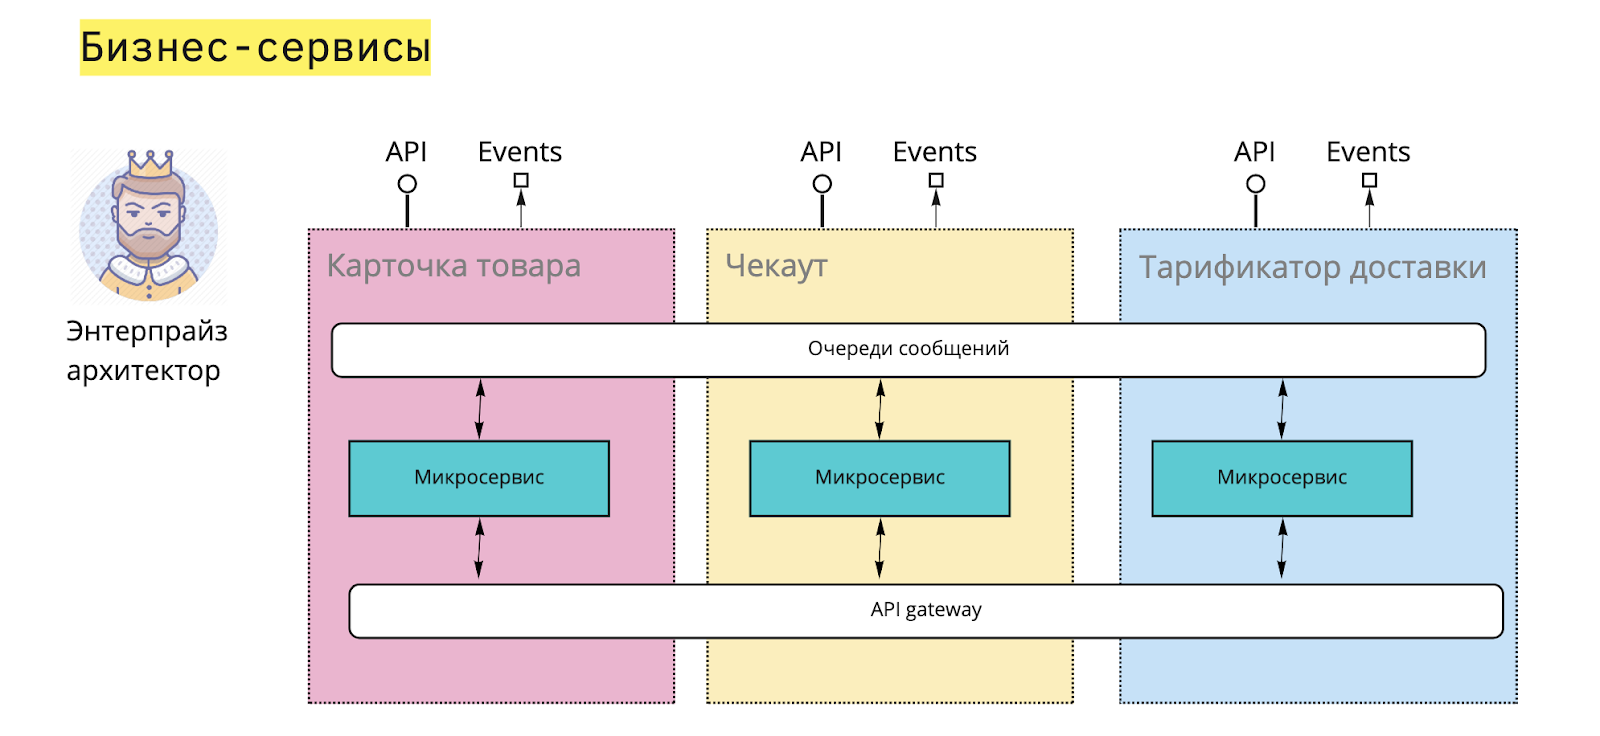 Бизнес-сервисы
API
Events
API
Events
API
Events
Энтерпрайз
архитектор
Карточка товара
Чекаут
Тарификатор доставки
Очереди сообщений
Микросервис
Микросервис
Микросервис
API gateway